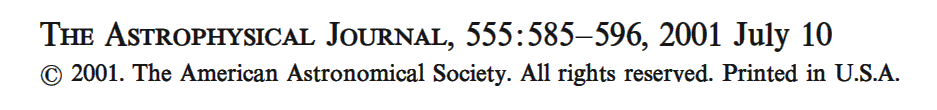 THE ASTROPHYSICAL JOURNAL, 555:585–596, 2001 July 10
© 2001. The American Astronomical Society. All rights reserved. Printed in U.S.A.